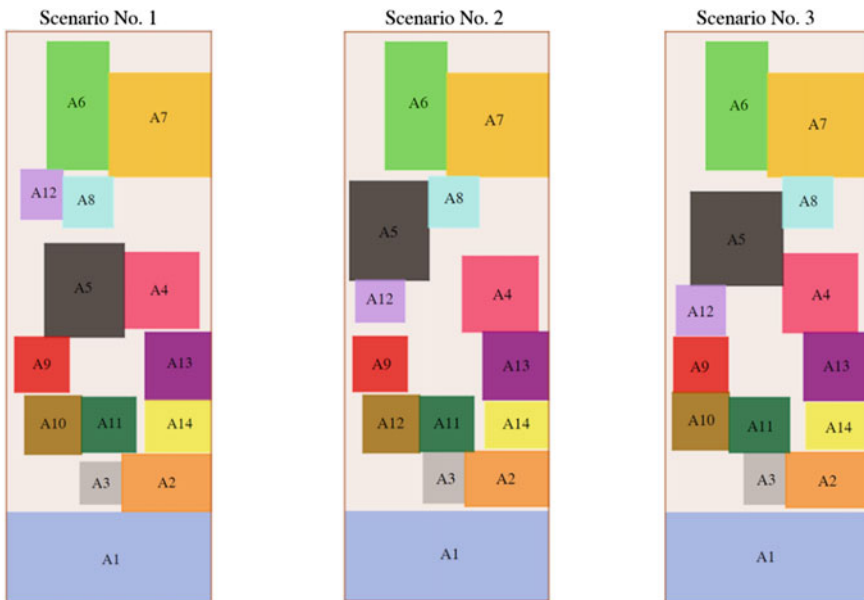 Scenario No. 1
A6
A7
A12
A8
A5
A4
A9
A13
A10
A11
A14
A3
A2
A1
Scenario No. 2
A6
A7
A8
A5
A12
A4
A9
A13
A12
A11
A14
A3
A2
A1
Scenario No. 3
A6
A7
A8
A5
A4
A12
A9
A13
A10
A11
A14
A3
A2
A1